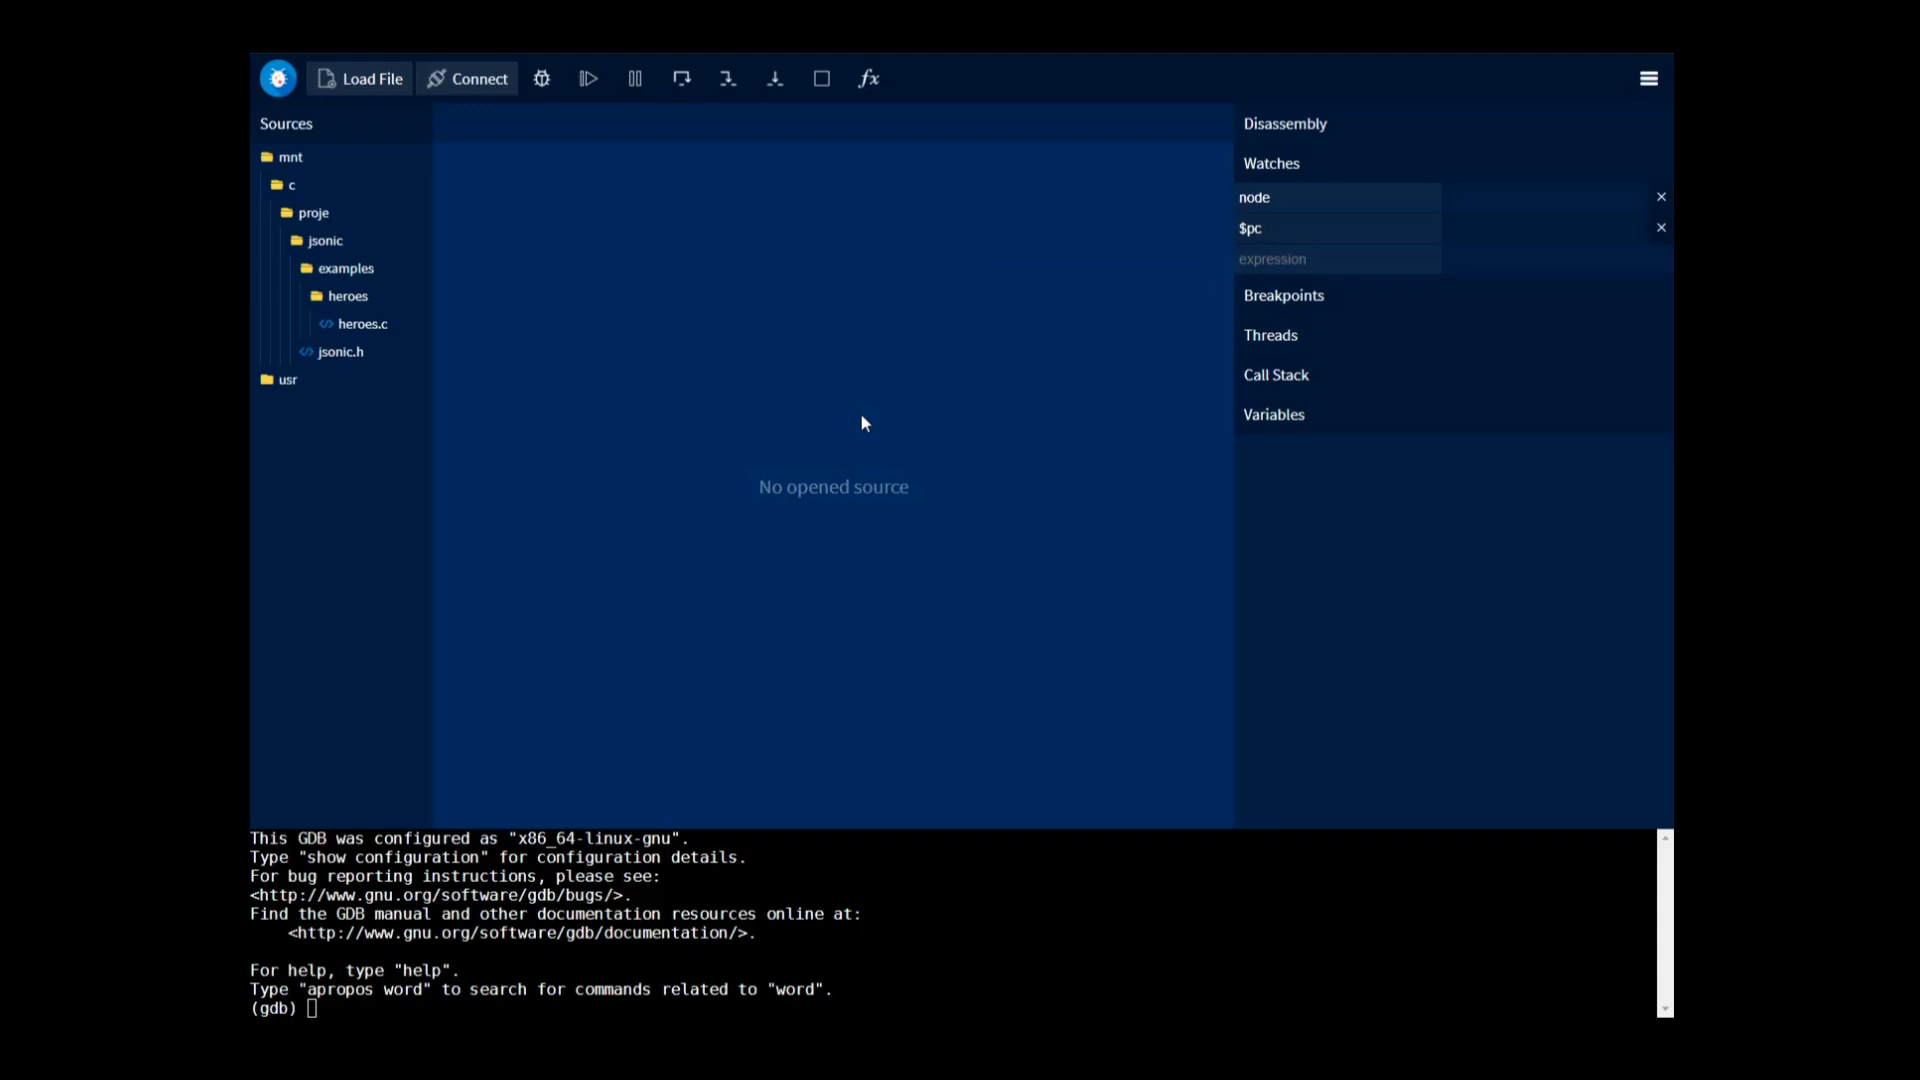 Load File
Connect
fx
Sources
mnt
c
proje
jsonic
examples
heroes
</> heroes.c
</> jsonic.h
usr
No opened source
Disassembly
Watches
node
$pc
expression
Breakpoints
Threads
Call Stack
Variables
This GDB was configured as "x86_64-linux-gnu".
Type "show configuration" for configuration details.
For bug reporting instructions, please see:
<http://www.gnu.org/software/gdb/bugs/>.
Find the GDB manual and other documentation resources online at:
    <http://www.gnu.org/software/gdb/documentation/>.
For help, type "help".
Type "apropos word" to search for commands related to "word".
(gdb)